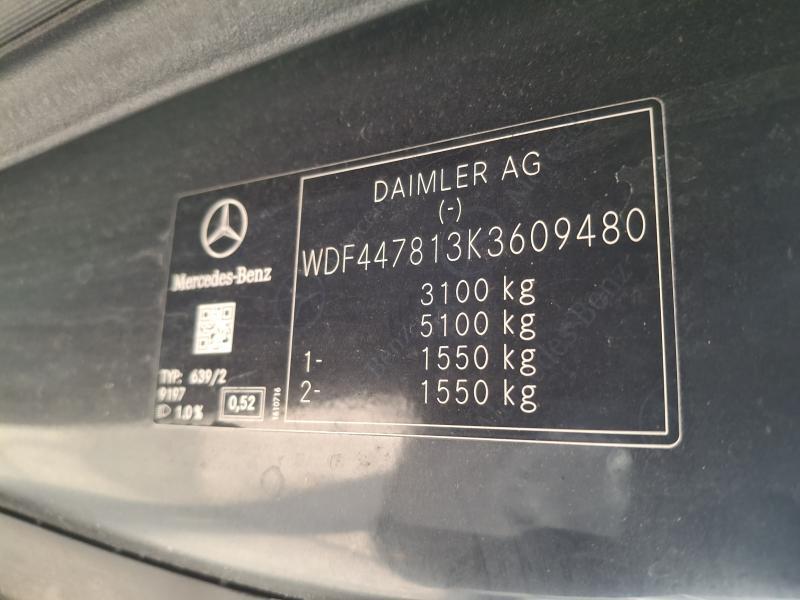 DAIMLER AG
(-)
WDF447813K3609480
3100 kg
5100 kg
1- 1550 kg
2- 1550 kg
Mercedes-Benz
TYP: 639/2
9197
1.0% 0,52
1610716